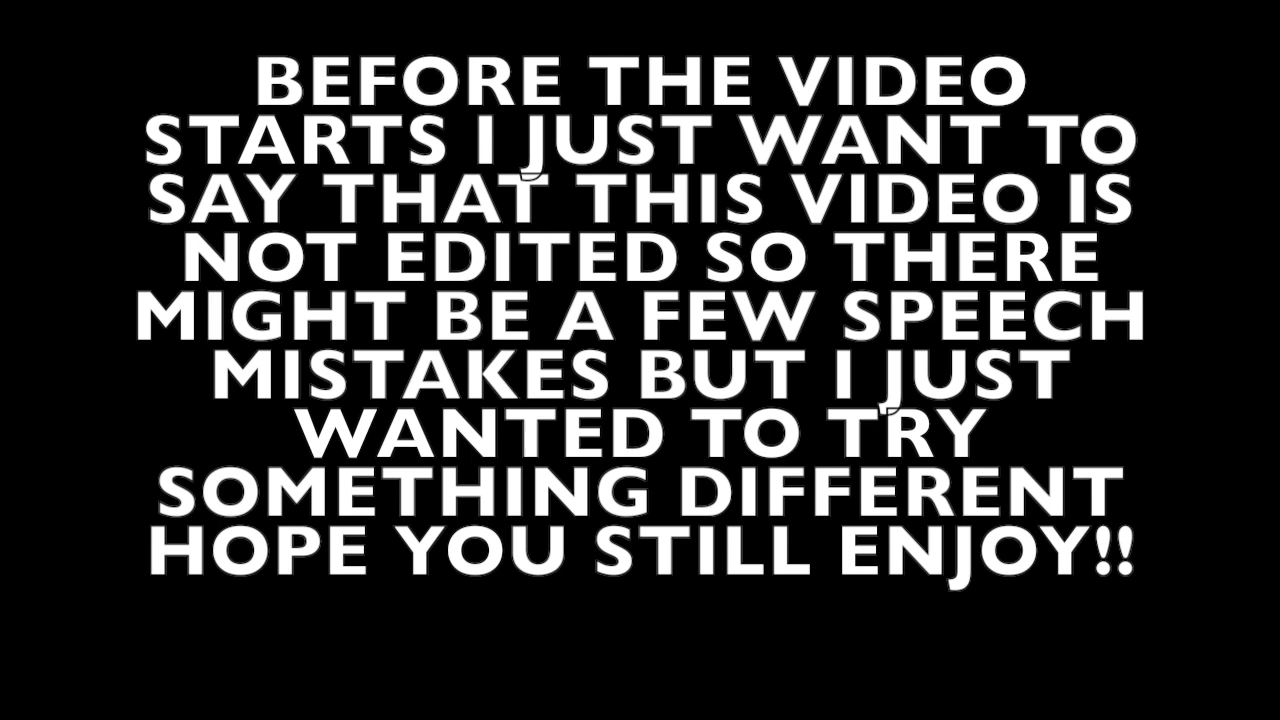 BEFORE THE VIDEO
STARTS I JUST WANT TO
SAY THAT THIS VIDEO IS
NOT EDITED SO THERE
MIGHT BE A FEW SPEECH
MISTAKES BUT I JUST
WANTED TO TRY
SOMETHING DIFFERENT
HOPE YOU STILL ENJOY!!